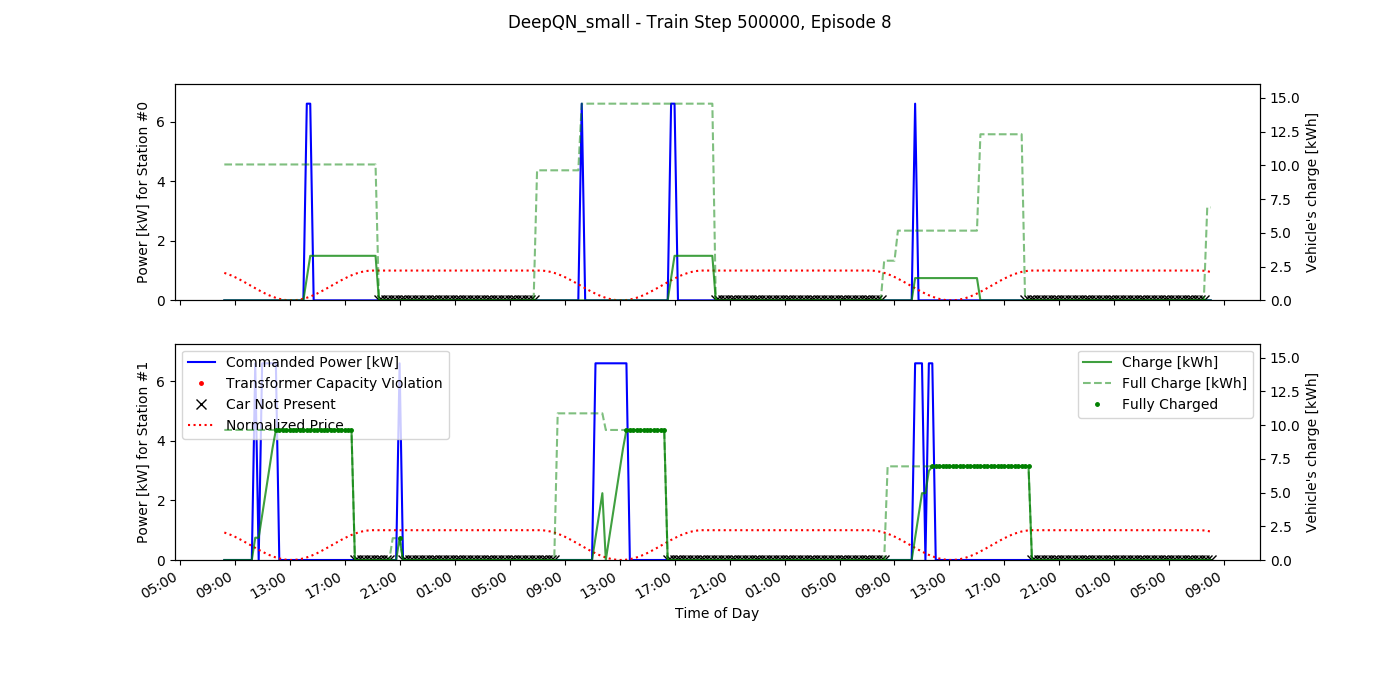 DeepQN_small - Train Step 500000, Episode 8
Power [kW] for Station #0
6
4
2
0
15.0
12.5
10.0
7.5
5.0
2.5
0.0
Vehicle's charge [kWh]
Power [kW] for Station #1
6
4
2
0
Commanded Power [kW]
Transformer Capacity Violation
Car Not Present
Normalized Price
Charge [kWh]
Full Charge [kWh]
Fully Charged
15.0
12.5
10.0
7.5
5.0
2.5
0.0
Vehicle's charge [kWh]
05:00 09:00 13:00 17:00 21:00 01:00 05:00 09:00 13:00 17:00 21:00 01:00 05:00 09:00 13:00 17:00 21:00 01:00 05:00 09:00
Time of Day